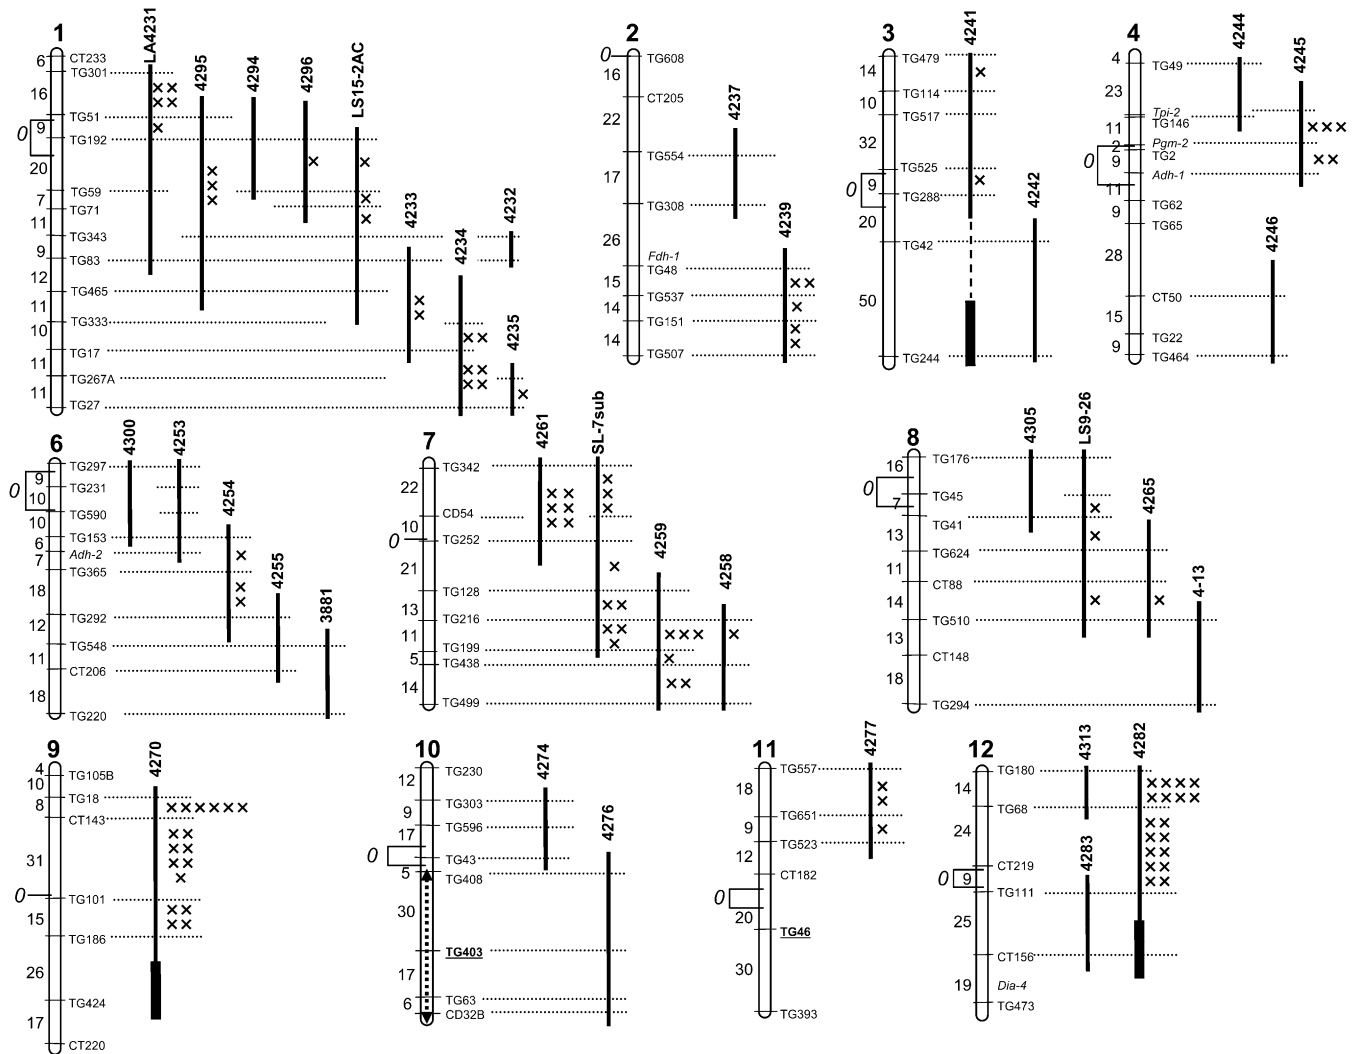 1
LA4231
4295
4294
4296
LS15-2AC
4233
4234
4232
4235
6
16
9
0
20
7
11
9
12
11
10
11
11
CT233
TG301
TG51
TG192
TG59
TG71
TG343
TG83
TG465
TG333
TG17
TG267A
TG27
2
4237
4239
0
16
22
17
26
15
14
14
TG608
CT205
TG554
TG308
Fdh-1
TG48
TG537
TG151
TG507
3
4241
4242
14
10
32
0
9
20
50
TG479
TG114
TG517
TG525
TG288
TG42
TG244
4
4244
4245
4246
4
23
11
2
0
9
11
9
28
15
9
TG49
Tpi-2
TG146
Pgm-2
TG2
Adh-1
TG62
TG65
CT50
TG22
TG464
6
4300
4253
4254
4255
3881
0
9
10
10
6
7
18
12
11
18
TG297
TG231
TG590
TG153
Adh-2
TG365
TG292
TG548
CT206
TG220
7
4261
SL-7sub
4259
4258
22
10
0
21
13
11
5
14
TG342
CD54
TG252
TG128
TG216
TG199
TG438
TG499
8
4305
LS9-26
4265
4-13
16
0
7
13
11
14
13
18
TG176
TG45
TG41
TG624
CT88
TG510
CT148
TG294
9
4270
4
10
8
31
0
15
26
17
TG105B
TG18
CT143
TG101
TG186
TG424
CT220
10
4274
4276
12
9
17
0
5
30
17
6
TG230
TG303
TG596
TG43
TG408
TG403
TG63
CD32B
11
4277
18
9
12
0
20
30
TG557
TG651
TG523
CT182
TG46
TG393
12
4313
4282
4283
14
24
0
9
25
19
TG180
TG68
CT219
TG111
CT156
Dia-4
TG473